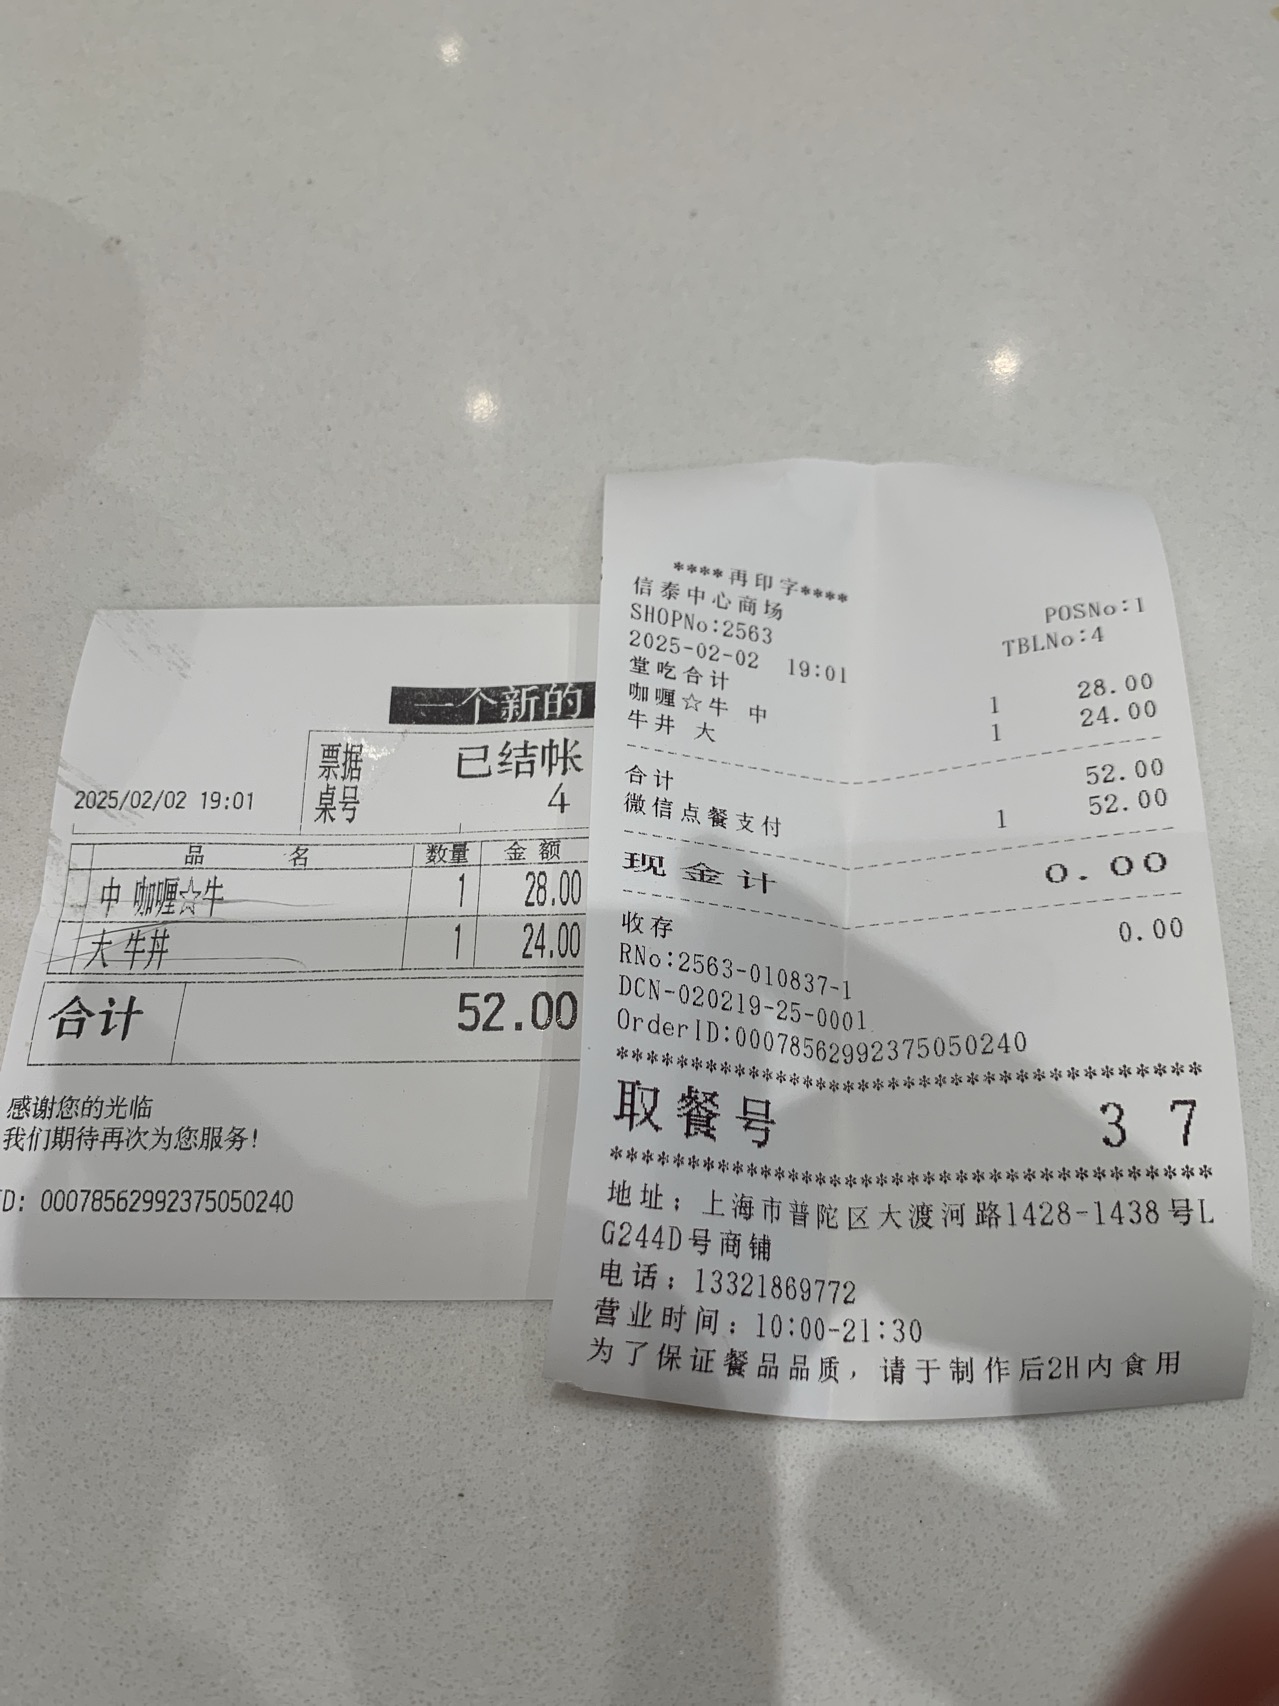 一个新的
票据 已结帐
2025/02/02 19:01 桌号 4
品 名 数量 金 额
中 咖喱☆牛 1 28.00
大 牛丼 1 24.00
合计 52.00
感谢您的光临
我们期待再次为您服务!
ID: 00078562992375050240
****再印字****
信泰中心商场 POSNo:1
SHOPNo:2563 TBLNo:4
2025-02-02 19:01
堂吃合计
咖喱☆牛 中 1 28.00
牛丼 大 1 24.00
合计 52.00
微信点餐支付 1 52.00
现金计 0.00
收存 0.00
RNo:2563-010837-1
DCN-020219-25-0001
OrderID:00078562992375050240
取餐号 37
地址：上海市普陀区大渡河路1428-1438号L
G244D号商铺
电话：13321869772
营业时间：10:00-21:30
为了保证餐品品质，请于制作后2H内食用